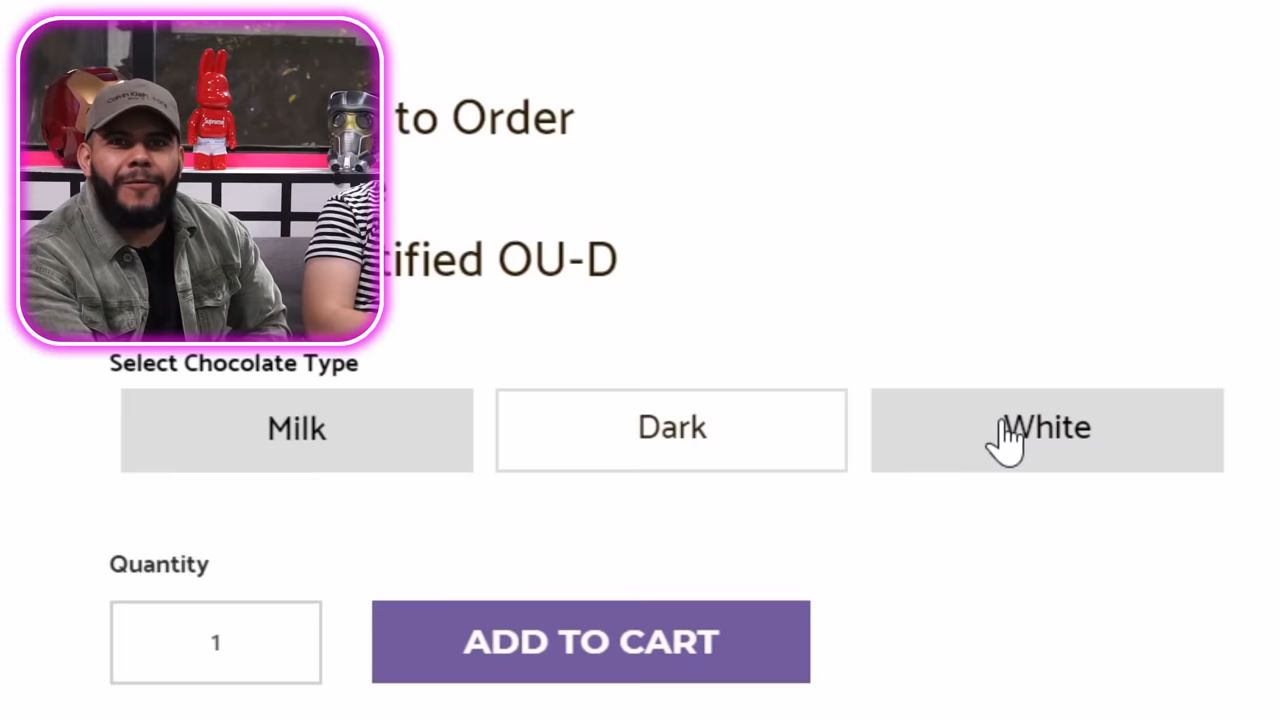 to Order
tified OU-D
Select Chocolate Type
Milk
Dark
White
Quantity
1
ADD TO CART